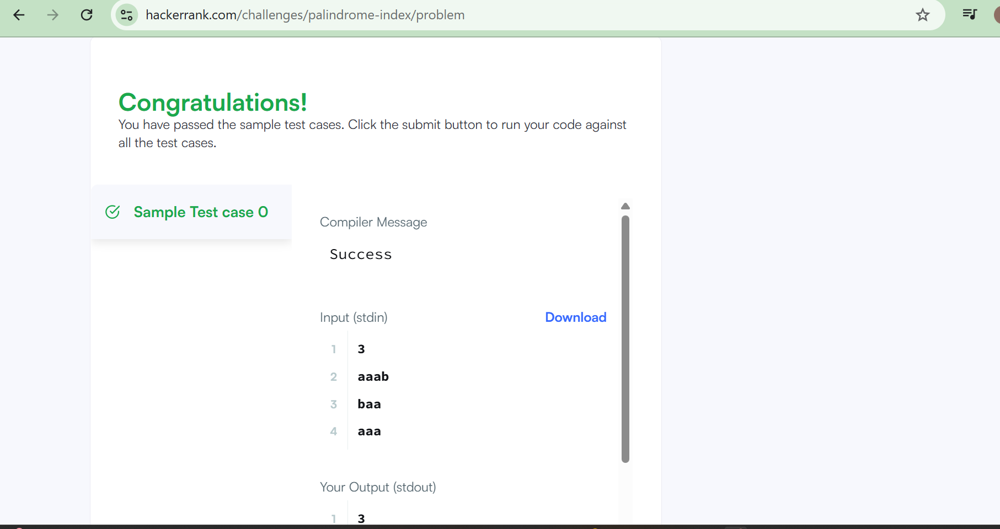 hackerrank.com/challenges/palindrome-index/problem
Congratulations!
You have passed the sample test cases. Click the submit button to run your code against
all the test cases.
Sample Test case 0
Compiler Message
Success
Input (stdin)
Download
1 3
2 aaab
3 baa
4 aaa
Your Output (stdout)
1 3